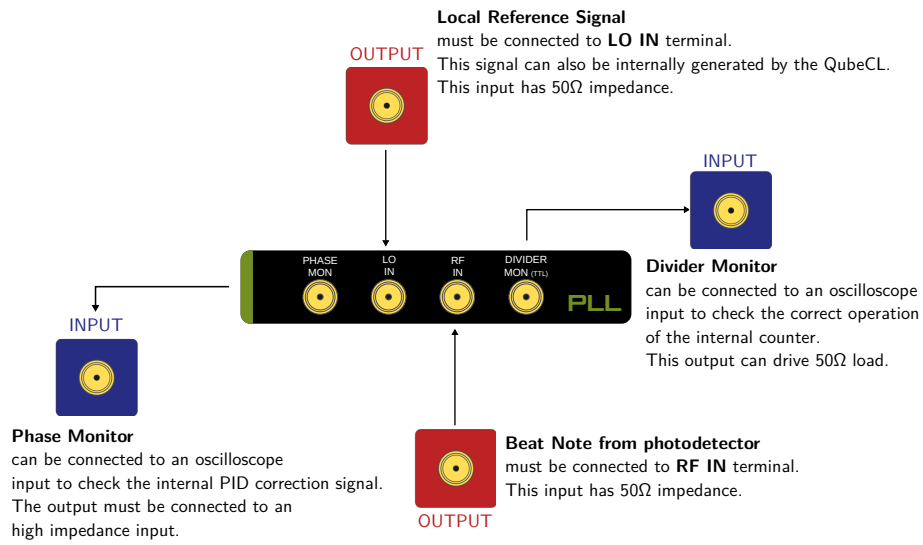 Local Reference Signal
must be connected to LO IN terminal.
This signal can also be internally generated by the QubeCL.
This input has 50Ω impedance.
OUTPUT
INPUT
PHASE
MON
LO
IN
RF
IN
DIVIDER
MON (TTL)
PLL
Divider Monitor
can be connected to an oscilloscope
input to check the correct operation
of the internal counter.
This output can drive 50Ω load.
INPUT
Phase Monitor
can be connected to an oscilloscope
input to check the internal PID correction signal.
The output must be connected to an
high impedance input.
Beat Note from photodetector
must be connected to RF IN terminal.
This input has 50Ω impedance.
OUTPUT